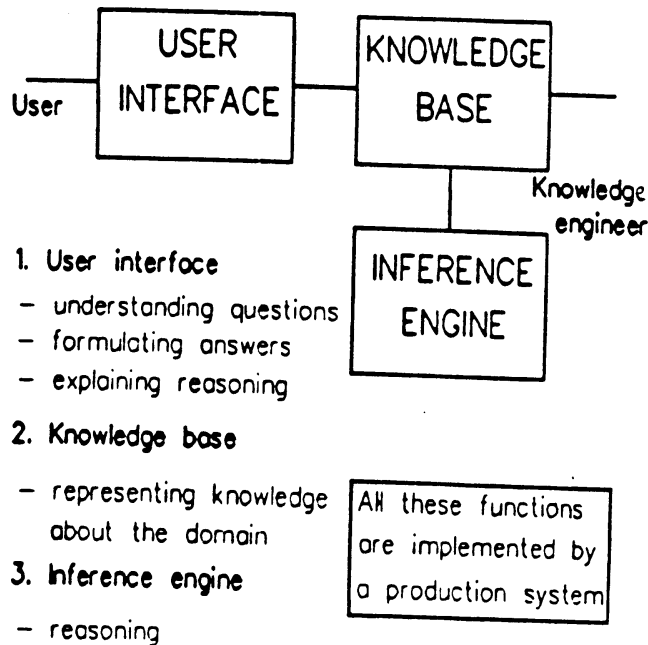 USER
INTERFACE
KNOWLEDGE
BASE
User
Knowledge
engineer
INFERENCE
ENGINE
1. User interface
– understanding questions
– formulating answers
– explaining reasoning
2. Knowledge base
– representing knowledge
about the domain
3. Inference engine
– reasoning
All these functions
are implemented by
a production system